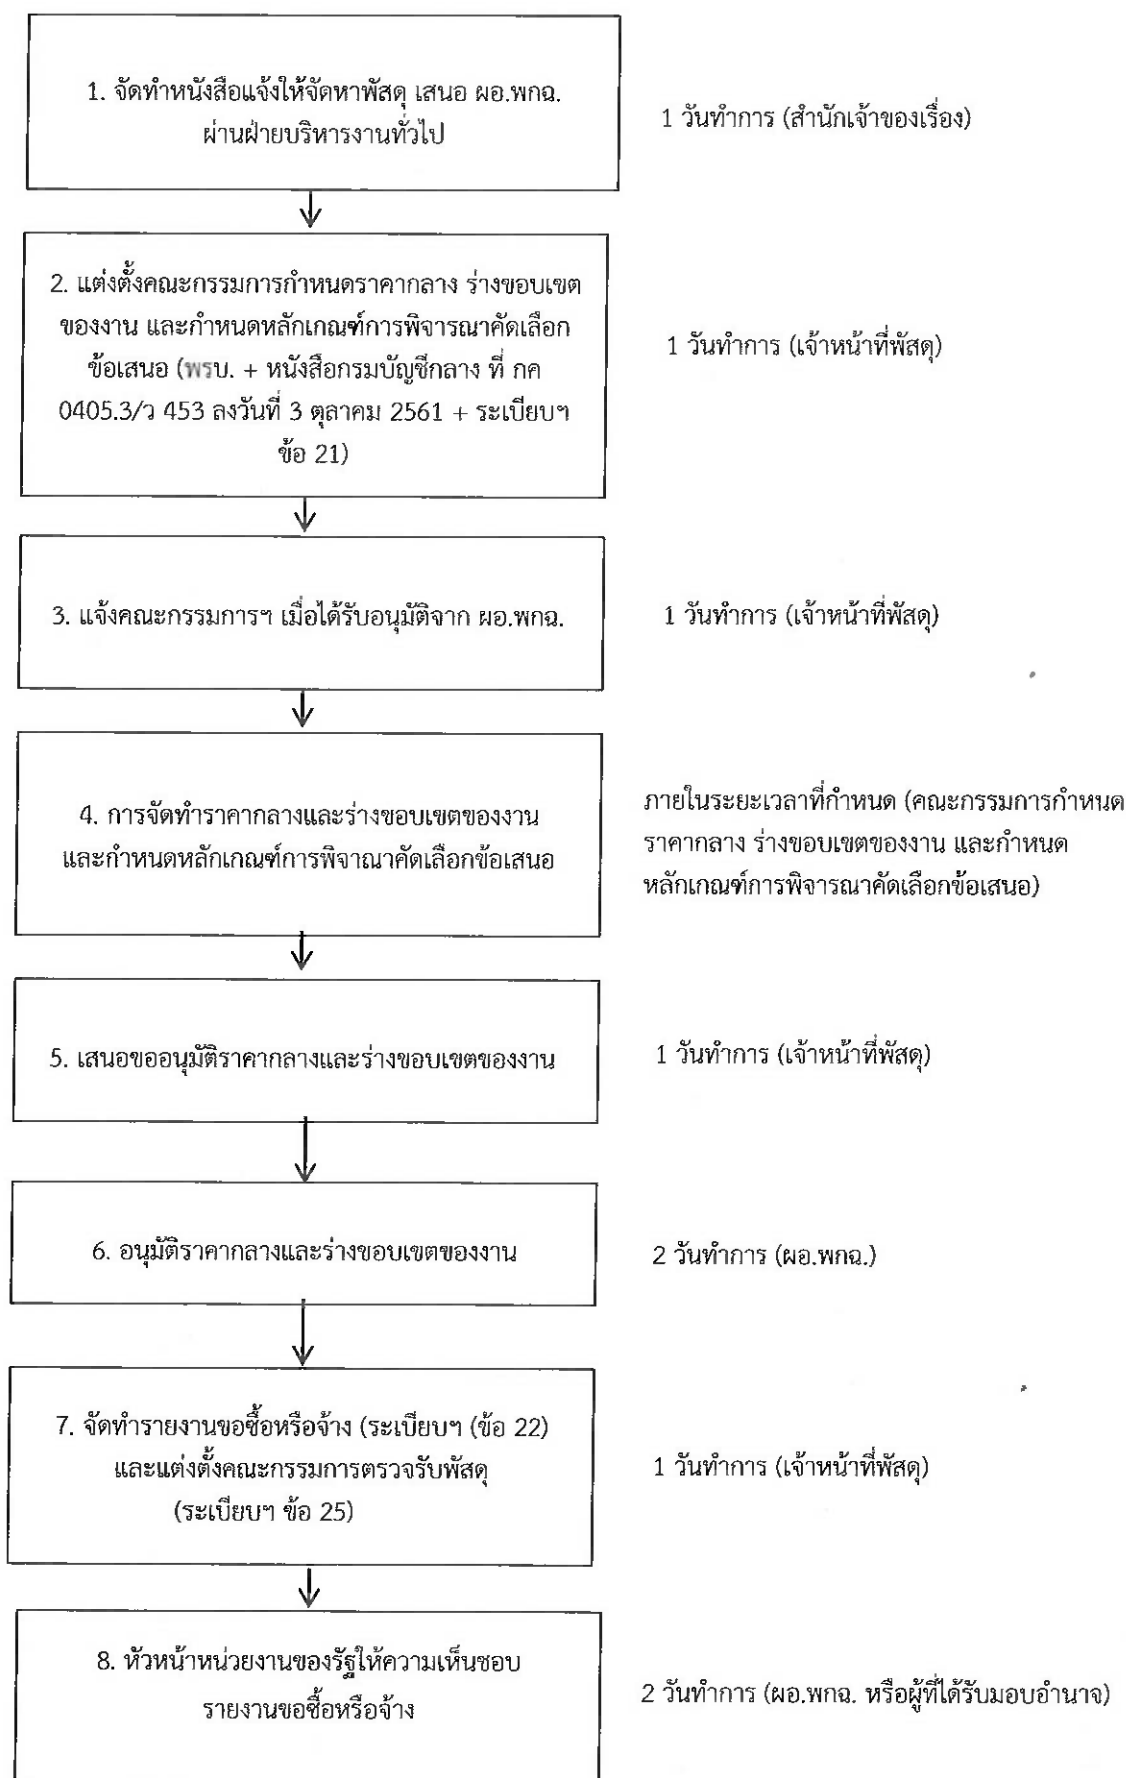 1. จัดทำหนังสือแจ้งให้จัดหาพัสดุ เสนอ ผอ.พกฉ.
ผ่านฝ่ายบริหารงานทั่วไป
1 วันทำการ (สำนักเจ้าของเรื่อง)
2. แต่งตั้งคณะกรรมการกำหนดราคากลาง ร่างขอบเขต
ของงาน และกำหนดหลักเกณฑ์การพิจารณาคัดเลือก
ข้อเสนอ (พรบ. + หนังสือกรมบัญชีกลาง ที่ กค
0405.3/ว 453 ลงวันที่ 3 ตุลาคม 2561 + ระเบียบฯ
ข้อ 21)
1 วันทำการ (เจ้าหน้าที่พัสดุ)
3. แจ้งคณะกรรมการฯ เมื่อได้รับอนุมัติจาก ผอ.พกฉ.
1 วันทำการ (เจ้าหน้าที่พัสดุ)
4. การจัดทำราคากลางและร่างขอบเขตของงาน
และกำหนดหลักเกณฑ์การพิจาณาคัดเลือกข้อเสนอ
ภายในระยะเวลาที่กำหนด (คณะกรรมการกำหนด
ราคากลาง ร่างขอบเขตของงาน และกำหนด
หลักเกณฑ์การพิจารณาคัดเลือกข้อเสนอ)
5. เสนอขออนุมัติราคากลางและร่างขอบเขตของงาน
1 วันทำการ (เจ้าหน้าที่พัสดุ)
6. อนุมัติราคากลางและร่างขอบเขตของงาน
2 วันทำการ (ผอ.พกฉ.)
7. จัดทำรายงานขอซื้อหรือจ้าง (ระเบียบฯ (ข้อ 22)
และแต่งตั้งคณะกรรมการตรวจรับพัสดุ
(ระเบียบฯ ข้อ 25)
1 วันทำการ (เจ้าหน้าที่พัสดุ)
8. หัวหน้าหน่วยงานของรัฐให้ความเห็นชอบ
รายงานขอซื้อหรือจ้าง
2 วันทำการ (ผอ.พกฉ. หรือผู้ที่ได้รับมอบอำนาจ)